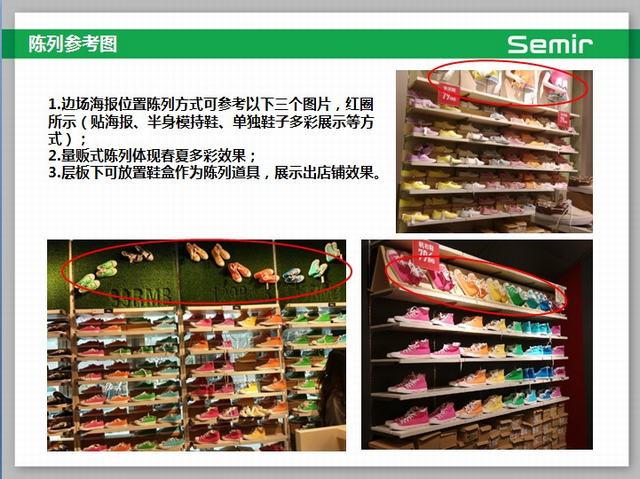 陈列参考图
Semir
1.边场海报位置陈列方式可参考以下三个图片，红圈
所示（贴海报、半身模持鞋、单独鞋子多彩展示等方
式）；
2.量贩式陈列体现春夏多彩效果；
3.层板下可放置鞋盒作为陈列道具，展示出店铺效果。